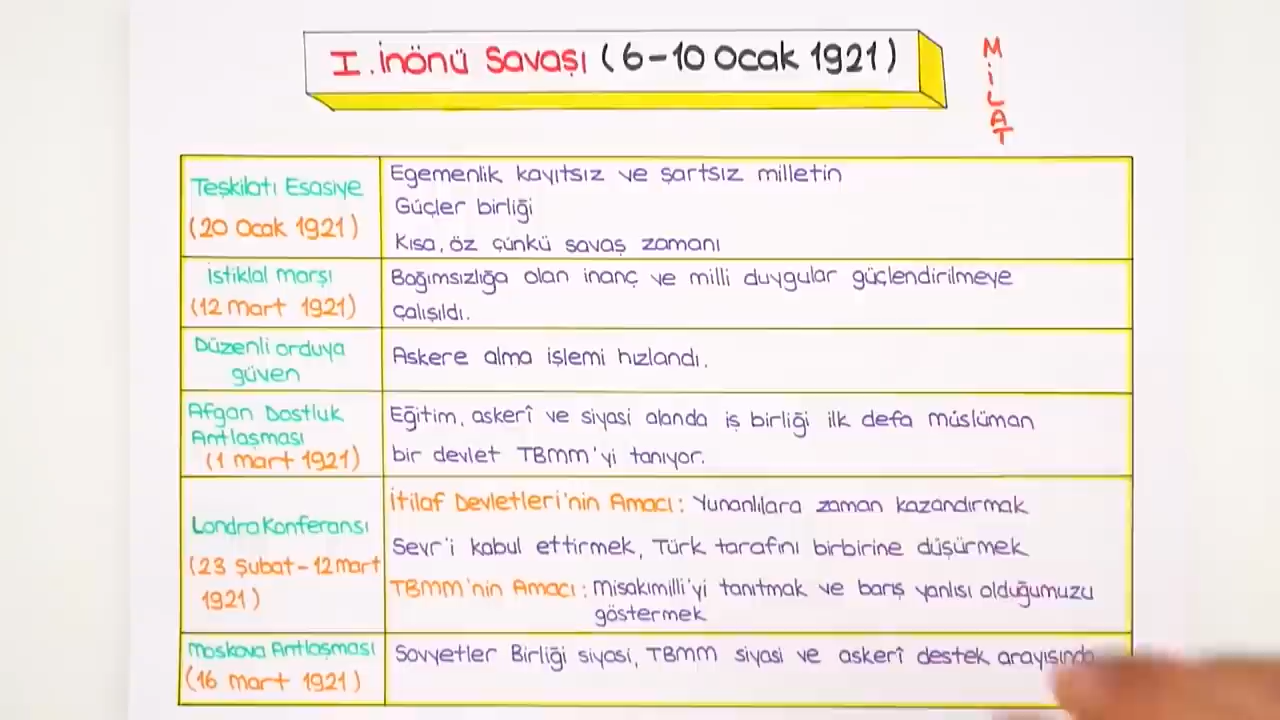 I. İnönü Savaşı (6-10 Ocak 1921)
MİLAT
Teşkilatı Esasiye
(20 Ocak 1921)
Egemenlik kayıtsız ve şartsız milletin
Güçler birliği
Kısa, öz çünkü savaş zamanı
İstiklal marşı
(12 mart 1921)
Bağımsızlığa olan inanç ve milli duygular güçlendirilmeye
çalışıldı.
Düzenli orduya
güven
Askere alma işlemi hızlandı.
Afgan Dostluk
Antlaşması
(1 mart 1921)
Eğitim, askerî ve siyasi alanda iş birliği ilk defa müslüman
bir devlet TBMM'yi tanıyor.
Londra Konferansı
(23 Şubat-12 mart
1921)
İtilaf Devletleri'nin Amacı: Yunanlılara zaman kazandırmak
Sevr'i kabul ettirmek, Türk tarafını birbirine düşürmek
TBMM'nin Amacı: Misakımilli'yi tanıtmak ve barış yanlısı olduğumuzu
göstermek
Moskova Antlaşması
(16 mart 1921)
Sovyetler Birliği siyasi, TBMM siyasi ve askerî destek arayışında